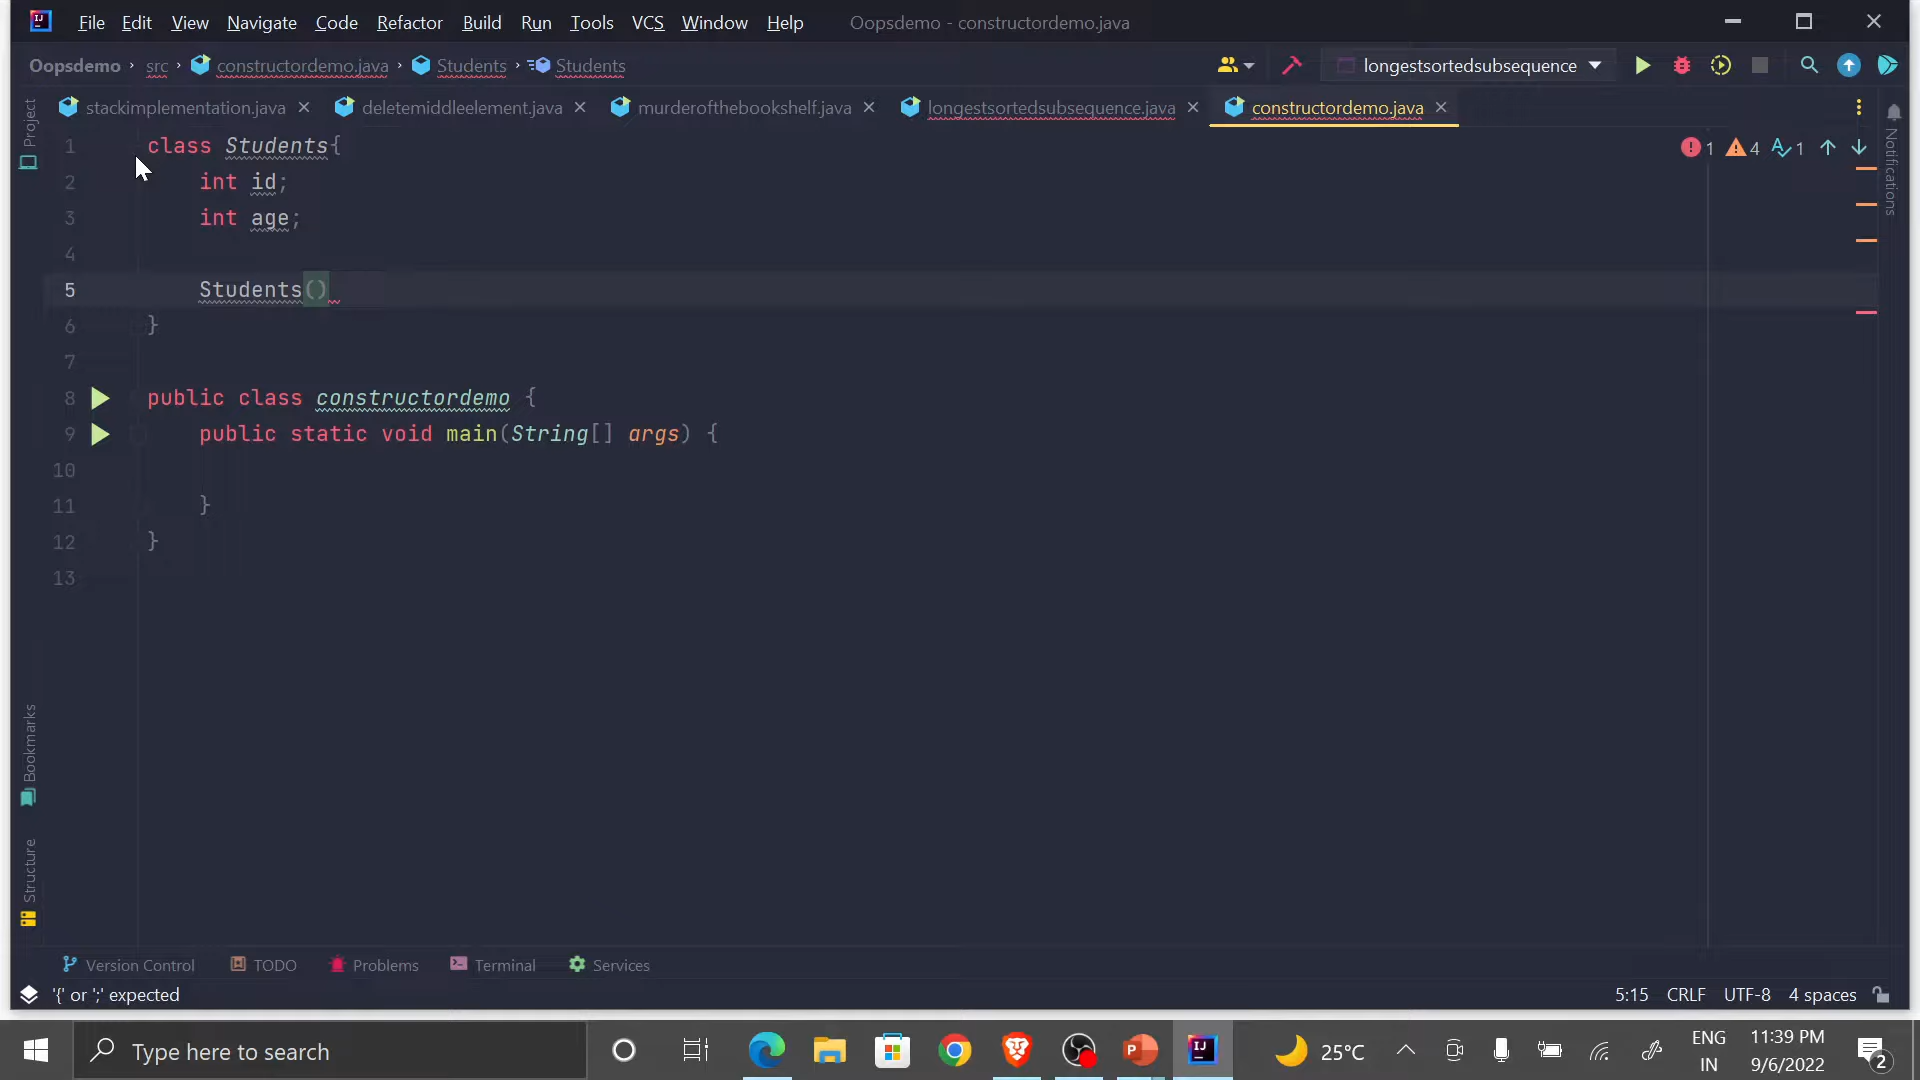 File Edit View Navigate Code Refactor Build Run Tools VCS Window Help Oopsdemo - constructordemo.java
Oopsdemo › src › constructordemo.java › Students › Students longestsortedsubsequence
stackimplementation.java deletemiddleelement.java murderofthebookshelf.java longestsortedsubsequence.java constructordemo.java
Project
Notifications
1 class Students{ 1 4 1
2 int id;
3 int age;
4
5 Students()
6 }
7
8 public class constructordemo {
9 public static void main(String[] args) {
10
11 }
12 }
13
Bookmarks
Structure
Version Control TODO Problems Terminal Services
'{' or ';' expected 5:15 CRLF UTF-8 4 spaces
Type here to search 25°C ENG IN 11:39 PM 9/6/2022 2